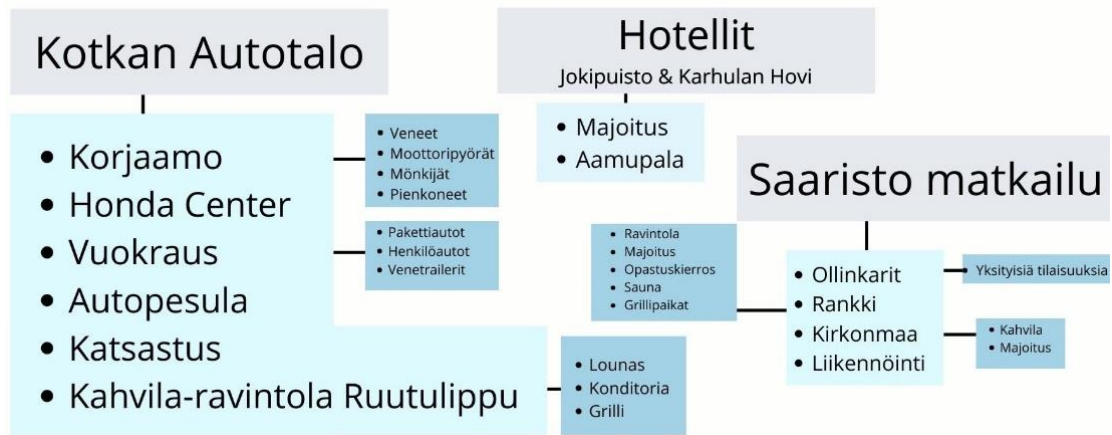 Kotkan Autotalo
• Korjaamo
• Honda Center
• Vuokraus
• Autopesula
• Katsastus
• Kahvila-ravintola Ruutulippu
• Veneet
• Moottoripyörät
• Mönkijät
• Pienkoneet
• Pakettiautot
• Henkilöautot
• Venetrailerit
• Lounas
• Konditoria
• Grilli
Hotellit
Jokipuisto & Karhulan Hovi
• Majoitus
• Aamupala
Saaristo matkailu
• Ollinkarit
• Rankki
• Kirkonmaa
• Liikennöinti
• Ravintola
• Majoitus
• Opastuskierros
• Sauna
• Grillipaikat
• Yksityisiä tilaisuuksia
• Kahvila
• Majoitus